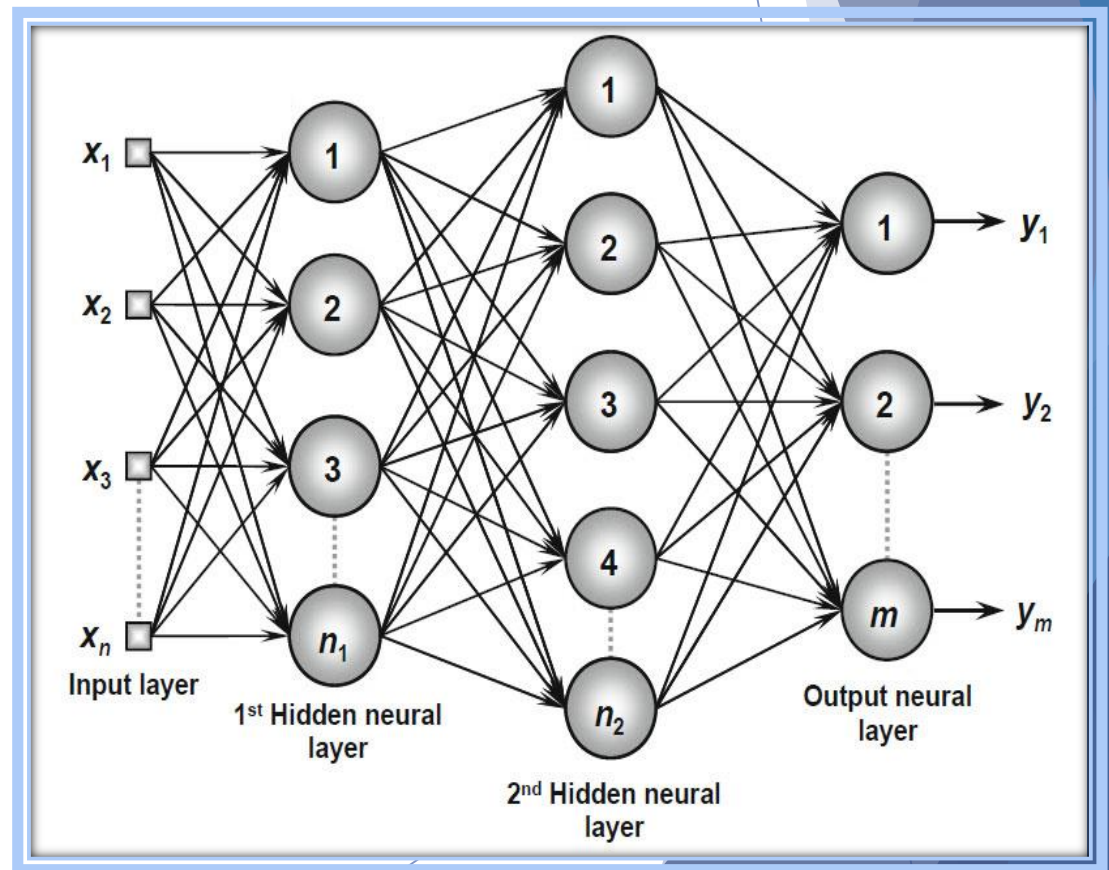 x₁
x₂
x₃
xₙ
Input layer
1
2
3
n₁
1ˢᵗ Hidden neural
layer
1
2
3
4
n₂
2ⁿᵈ Hidden neural
layer
1
2
m
Output neural
layer
y₁
y₂
yₘ